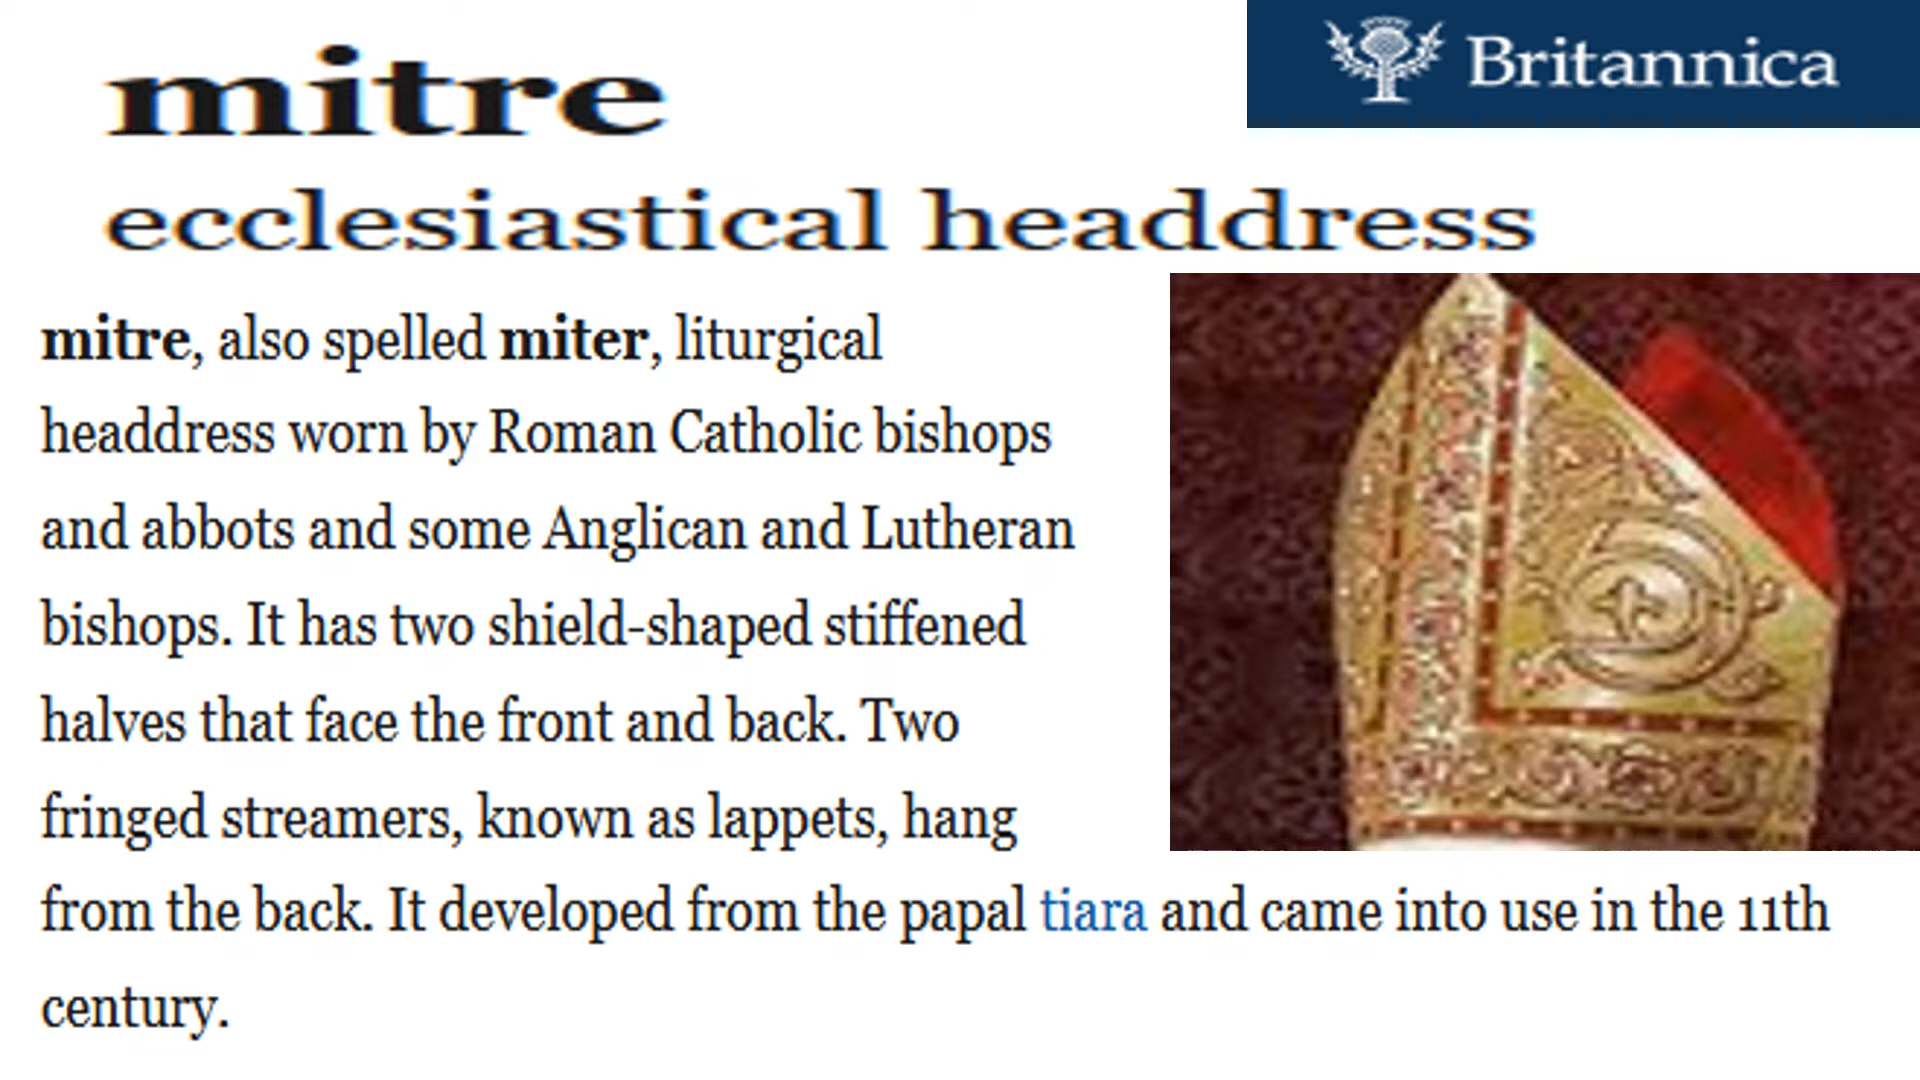 mitre
Britannica
ecclesiastical headdress
mitre, also spelled miter, liturgical
headdress worn by Roman Catholic bishops
and abbots and some Anglican and Lutheran
bishops. It has two shield-shaped stiffened
halves that face the front and back. Two
fringed streamers, known as lappets, hang
from the back. It developed from the papal tiara and came into use in the 11th
century.